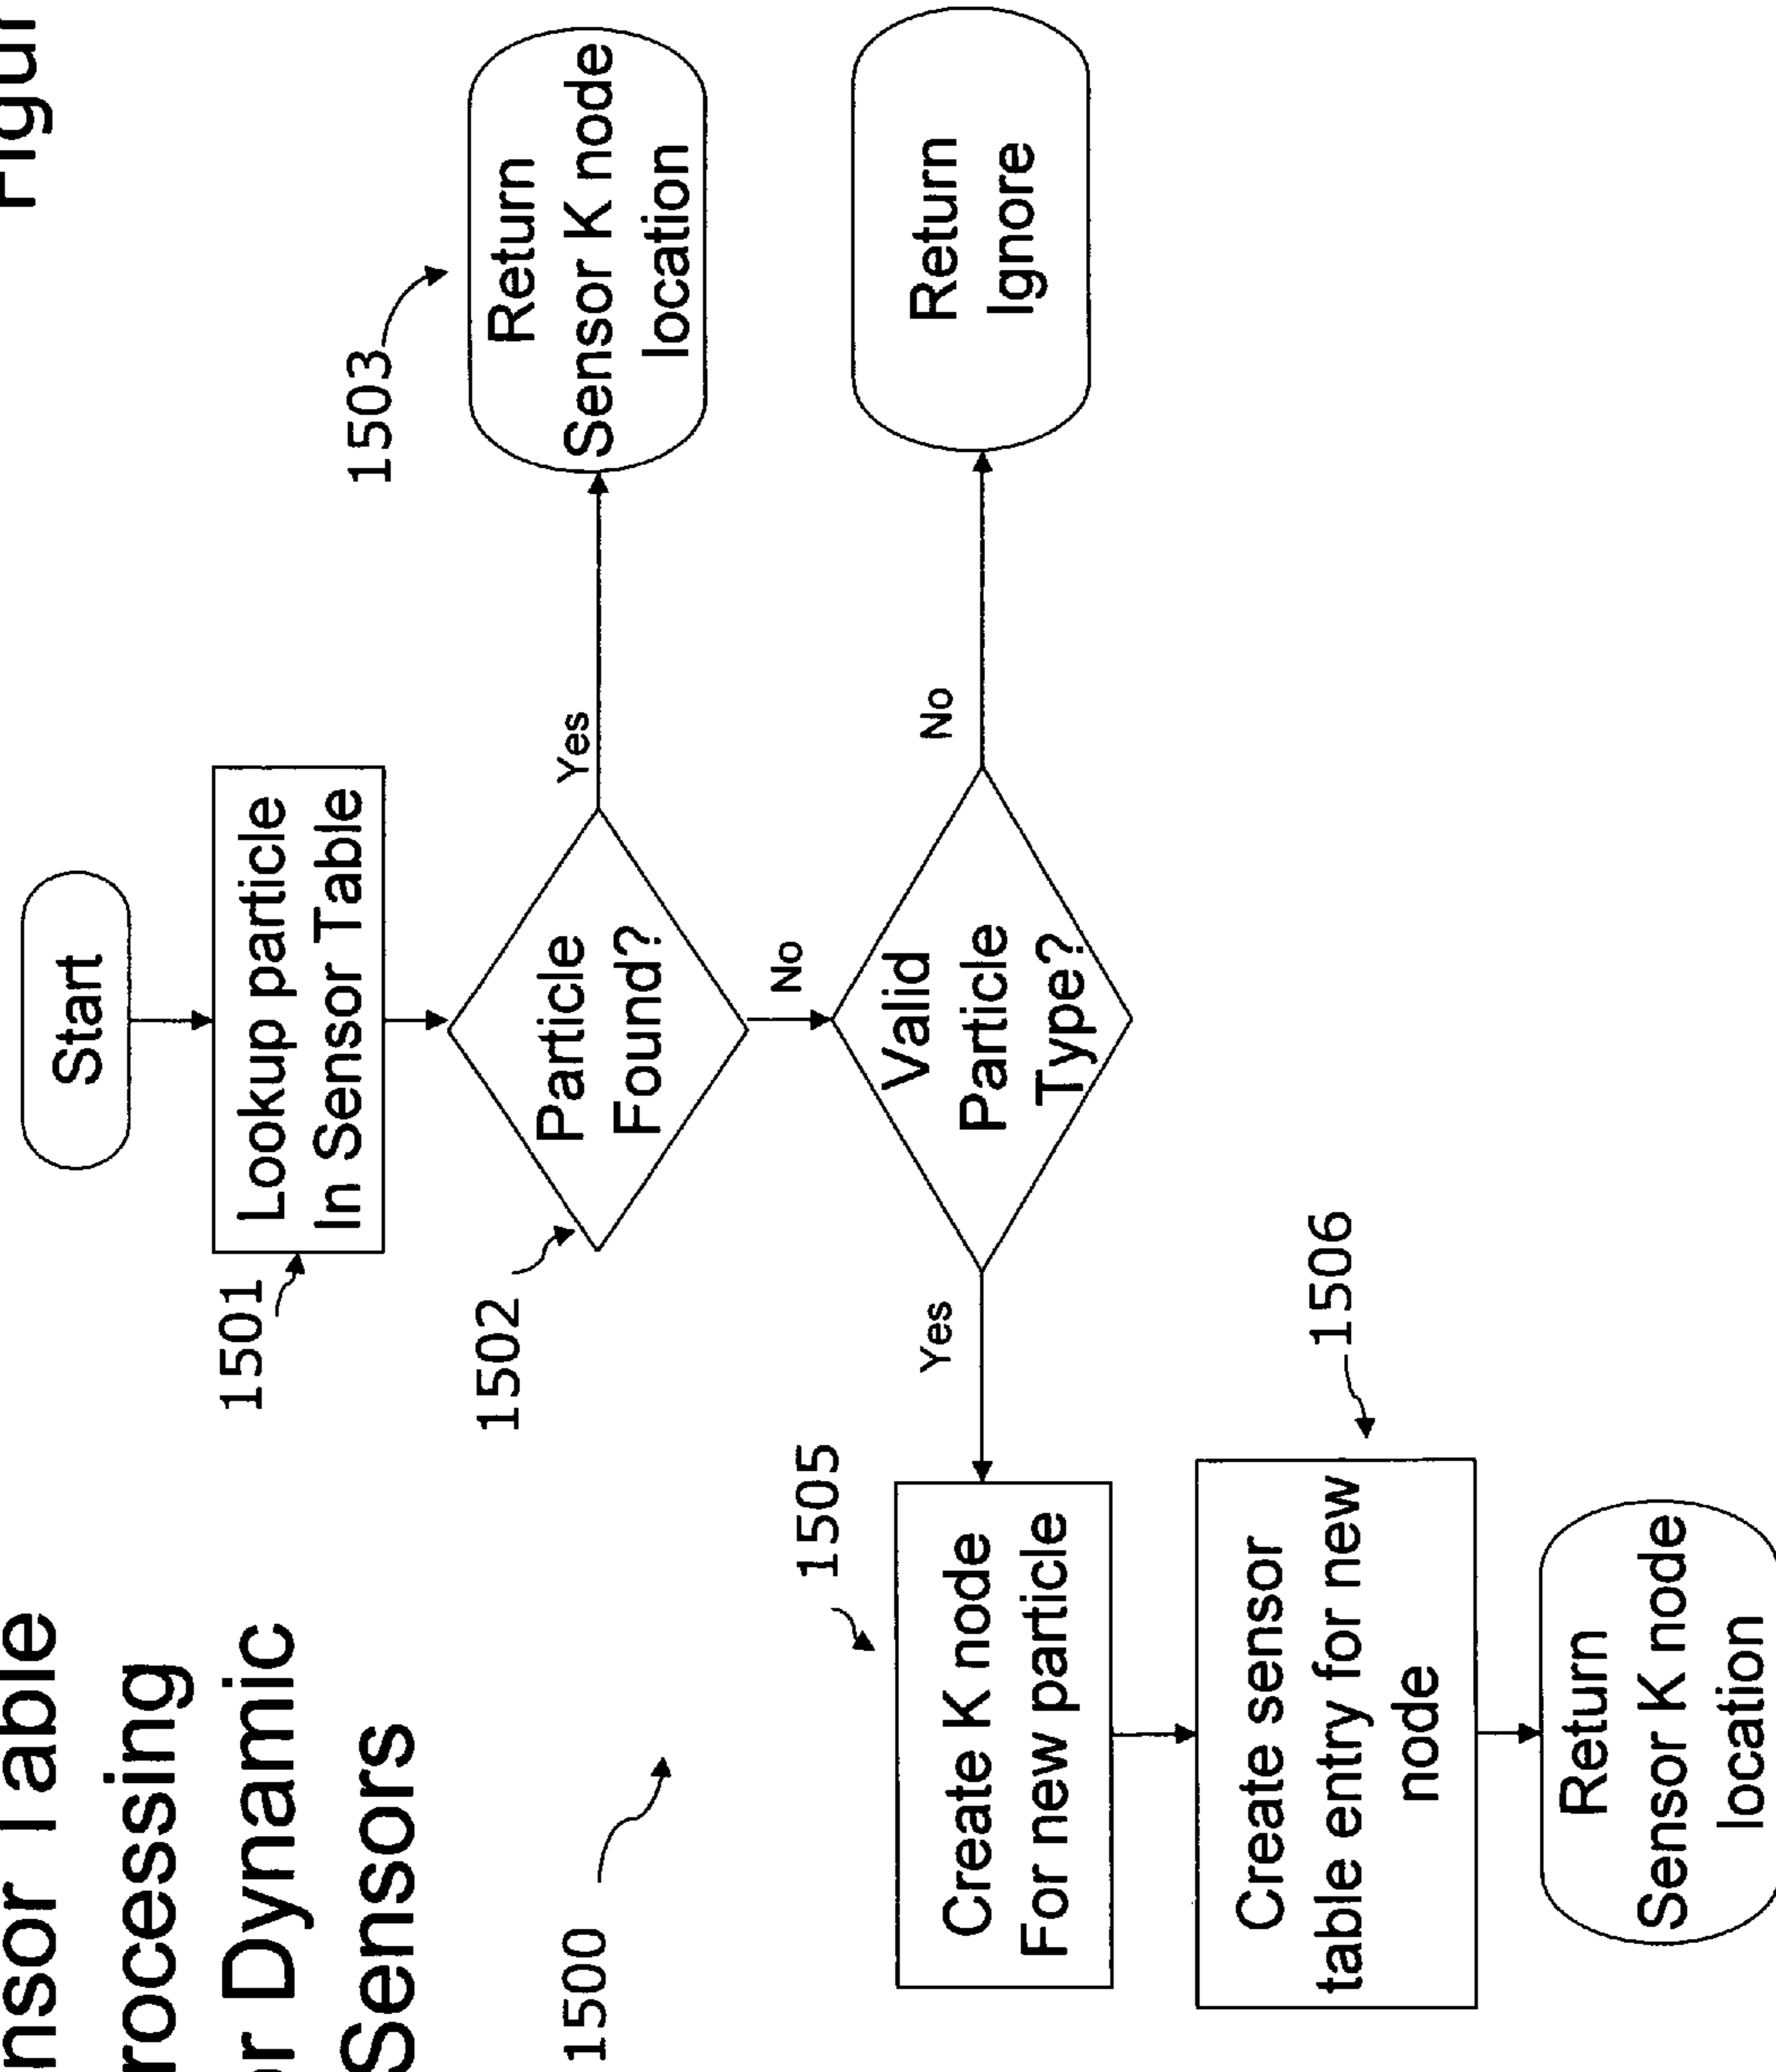 nsor Table
rocessing
r Dynamic
Sensors
Figur
1500
Start
1501
Lookup particle
In Sensor Table
1502
Particle
Found?
Yes
1503
Return
Sensor K node
location
No
Valid
Particle
Type?
No
Return
Ignore
Yes
1505
Create K node
For new particle
1506
Create sensor
table entry for new
node
Return
Sensor K node
location